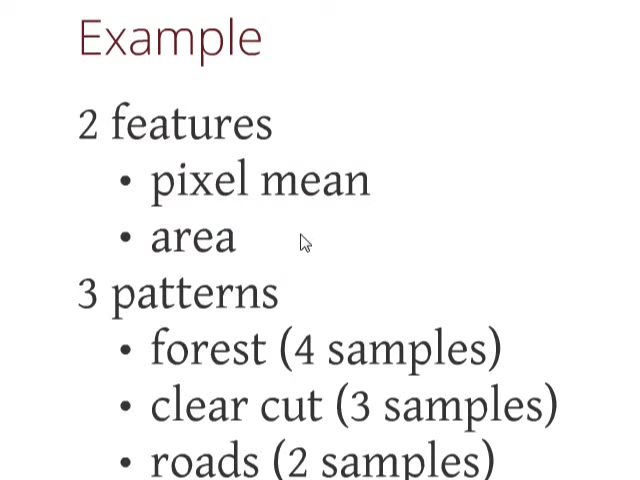 Example
2 features
• pixel mean
• area
3 patterns
• forest (4 samples)
• clear cut (3 samples)
• roads (2 samples)